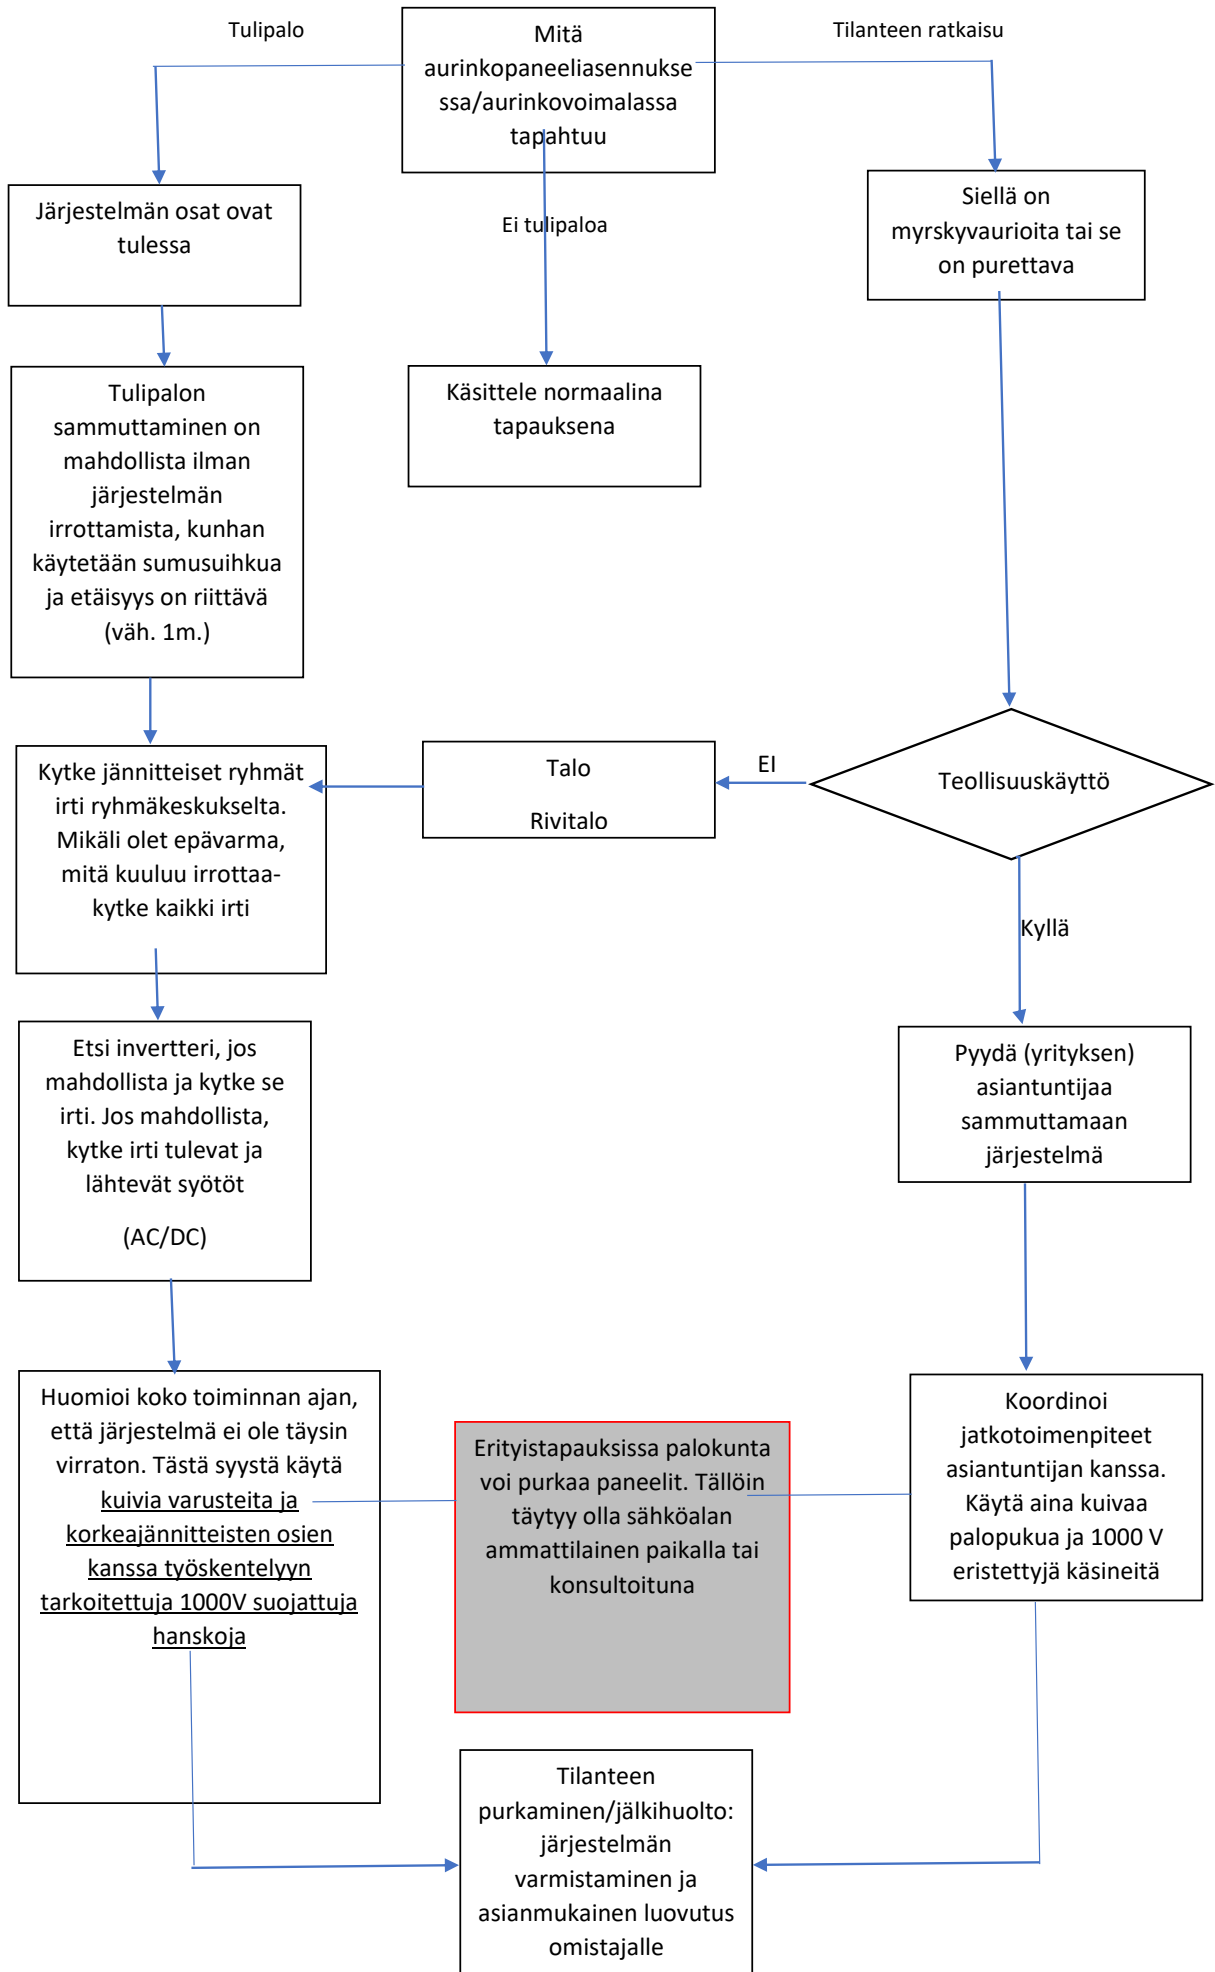 Tulipalo
Mitä
aurinkopaneeliasennukse
ssa/aurinkovoimalassa
tapahtuu
Tilanteen ratkaisu
Järjestelmän osat ovat
tulessa
Ei tulipaloa
Siellä on
myrskyvaurioita tai se
on purettava
Tulipalon
sammuttaminen on
mahdollista ilman
järjestelmän
irrottamista, kunhan
käytetään sumusuihkua
ja etäisyys on riittävä
(väh. 1m.)
Käsittele normaalina
tapauksena
Kytke jännitteiset ryhmät
irti ryhmäkeskukselta.
Mikäli olet epävarma,
mitä kuuluu irrottaa-
kytke kaikki irti
Talo
Rivitalo
EI
Teollisuuskäyttö
Kyllä
Etsi invertteri, jos
mahdollista ja kytke se
irti. Jos mahdollista,
kytke irti tulevat ja
lähtevät syötöt
(AC/DC)
Pyydä (yrityksen)
asiantuntijaa
sammuttamaan
järjestelmä
Huomioi koko toiminnan ajan,
että järjestelmä ei ole täysin
virraton. Tästä syystä käytä
kuivia varusteita ja
korkeajännitteisten osien
kanssa työskentelyyn
tarkoitettuja 1000V suojattuja
hanskoja
Erityistapauksissa palokunta
voi purkaa paneelit. Tällöin
täytyy olla sähköalan
ammattilainen paikalla tai
konsultoituna
Koordinoi
jatkotoimenpiteet
asiantuntijan kanssa.
Käytä aina kuivaa
palopukua ja 1000 V
eristettyjä käsineitä
Tilanteen
purkaminen/jälkihuolto:
järjestelmän
varmistaminen ja
asianmukainen luovutus
omistajalle